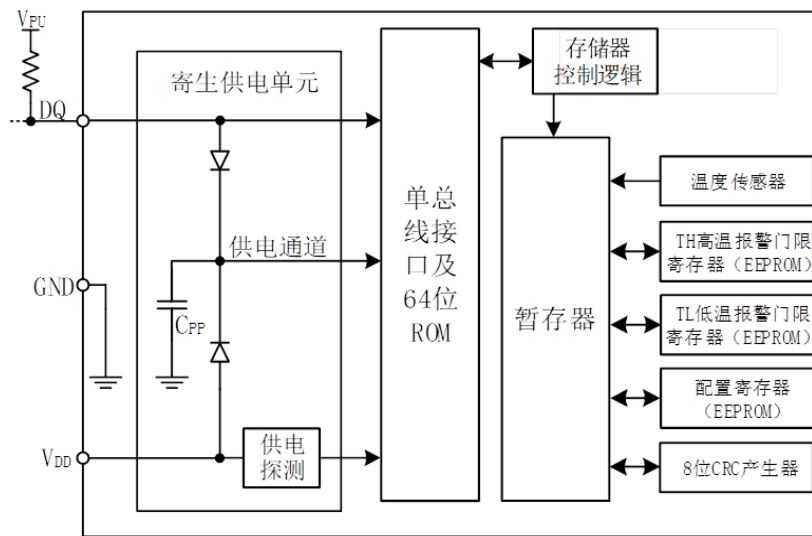 VPU
DQ
GND
VDD
寄生供电单元
供电通道
CPP
供电
探测
单总
线接
口及
64位
ROM
存储器
控制逻辑
暂存器
温度传感器
TH高温报警门限
寄存器（EEPROM）
TL低温报警门限
寄存器（EEPROM）
配置寄存器
（EEPROM）
8位CRC产生器